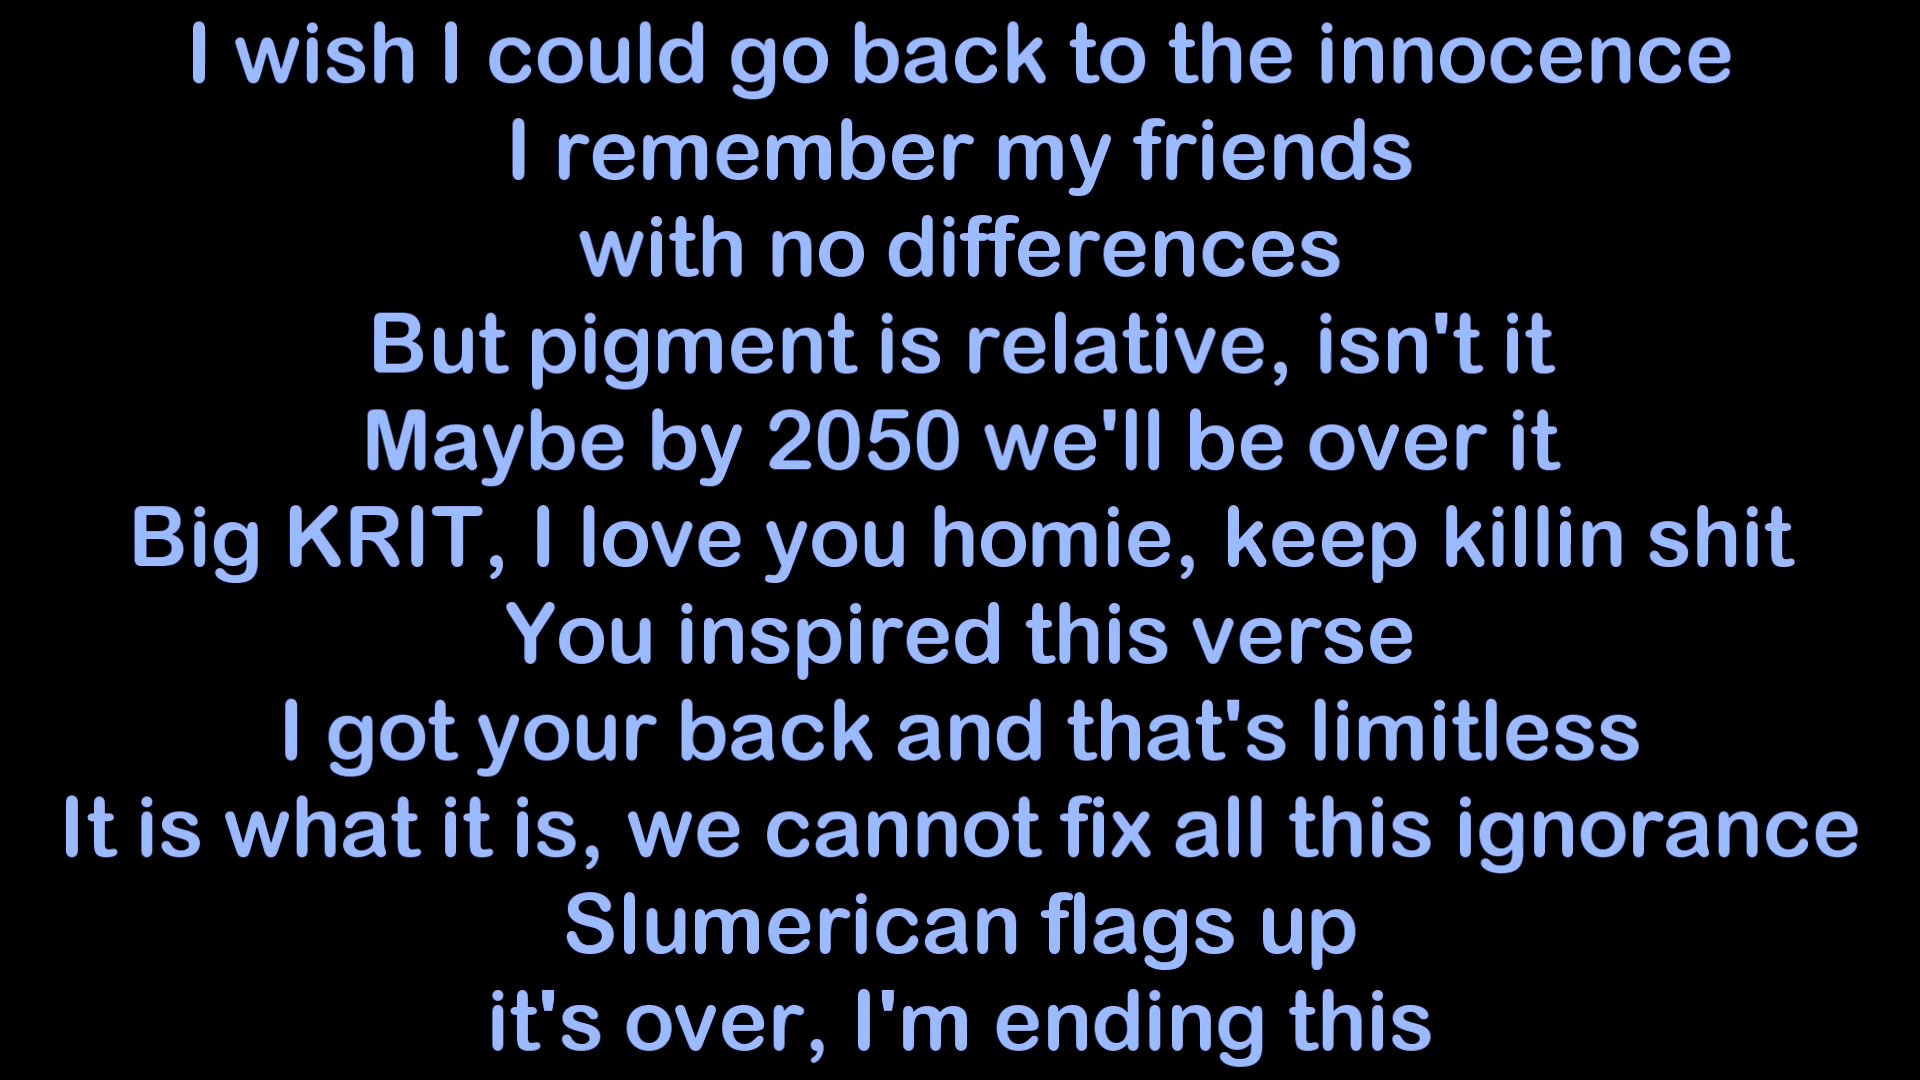 I wish I could go back to the innocence
I remember my friends
with no differences
But pigment is relative, isn't it
Maybe by 2050 we'll be over it
Big KRIT, I love you homie, keep killin shit
You inspired this verse
I got your back and that's limitless
It is what it is, we cannot fix all this ignorance
Slumerican flags up
it's over, I'm ending this